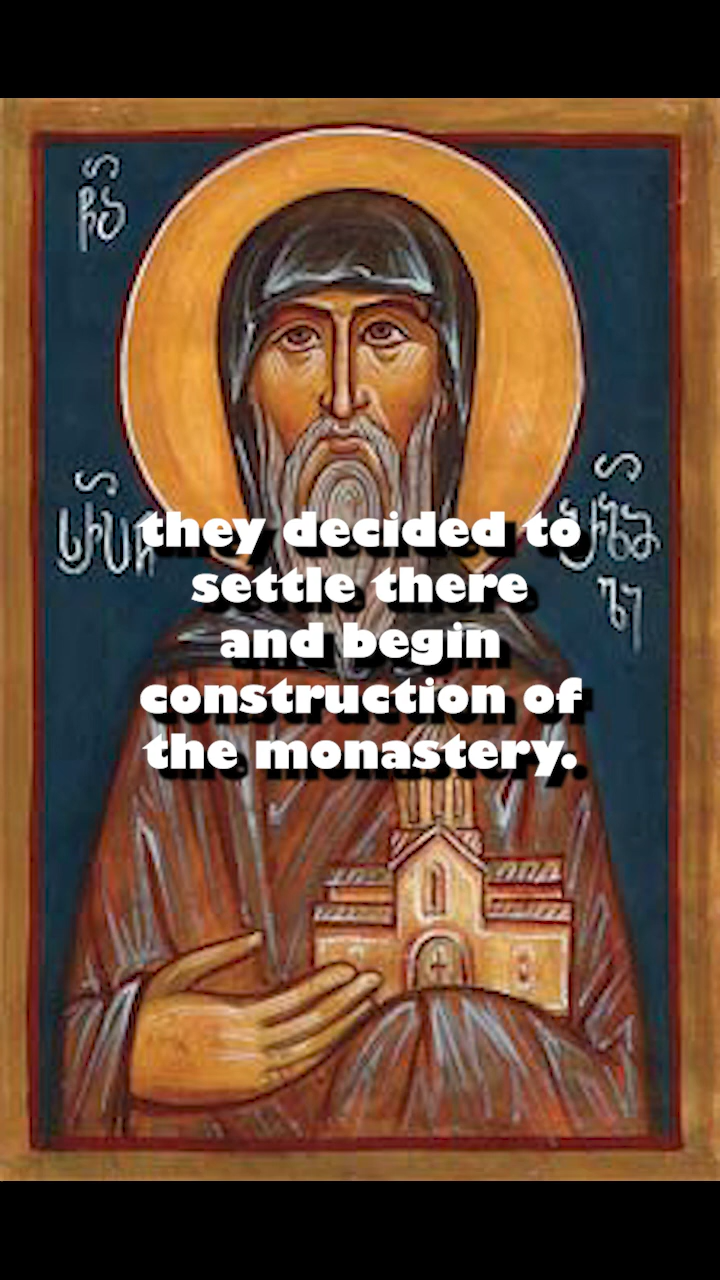 they decided to
settle there
and begin
construction of
the monastery.